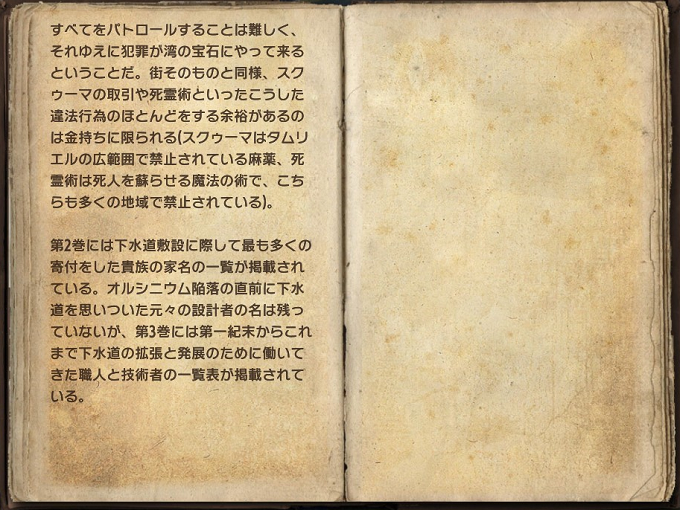 すべてをパトロールすることは難しく、
それゆえに犯罪が湾の宝石にやって来る
ということだ。街そのものと同様、スク
ゥーマの取引や死霊術といったこうした
違法行為のほとんどをする余裕があるの
は金持ちに限られる(スクゥーマはタムリ
エルの広範囲で禁止されている麻薬、死
霊術は死人を蘇らせる魔法の術で、こち
らも多くの地域で禁止されている)。
第2巻には下水道敷設に際して最も多くの
寄付をした貴族の家名の一覧が掲載され
ている。オルシニウム陥落の直前に下水
道を思いついた元々の設計者の名は残っ
ていないが、第3巻には第一紀末からこれ
まで下水道の拡張と発展のために働いて
きた職人と技術者の一覧表が掲載されて
いる。